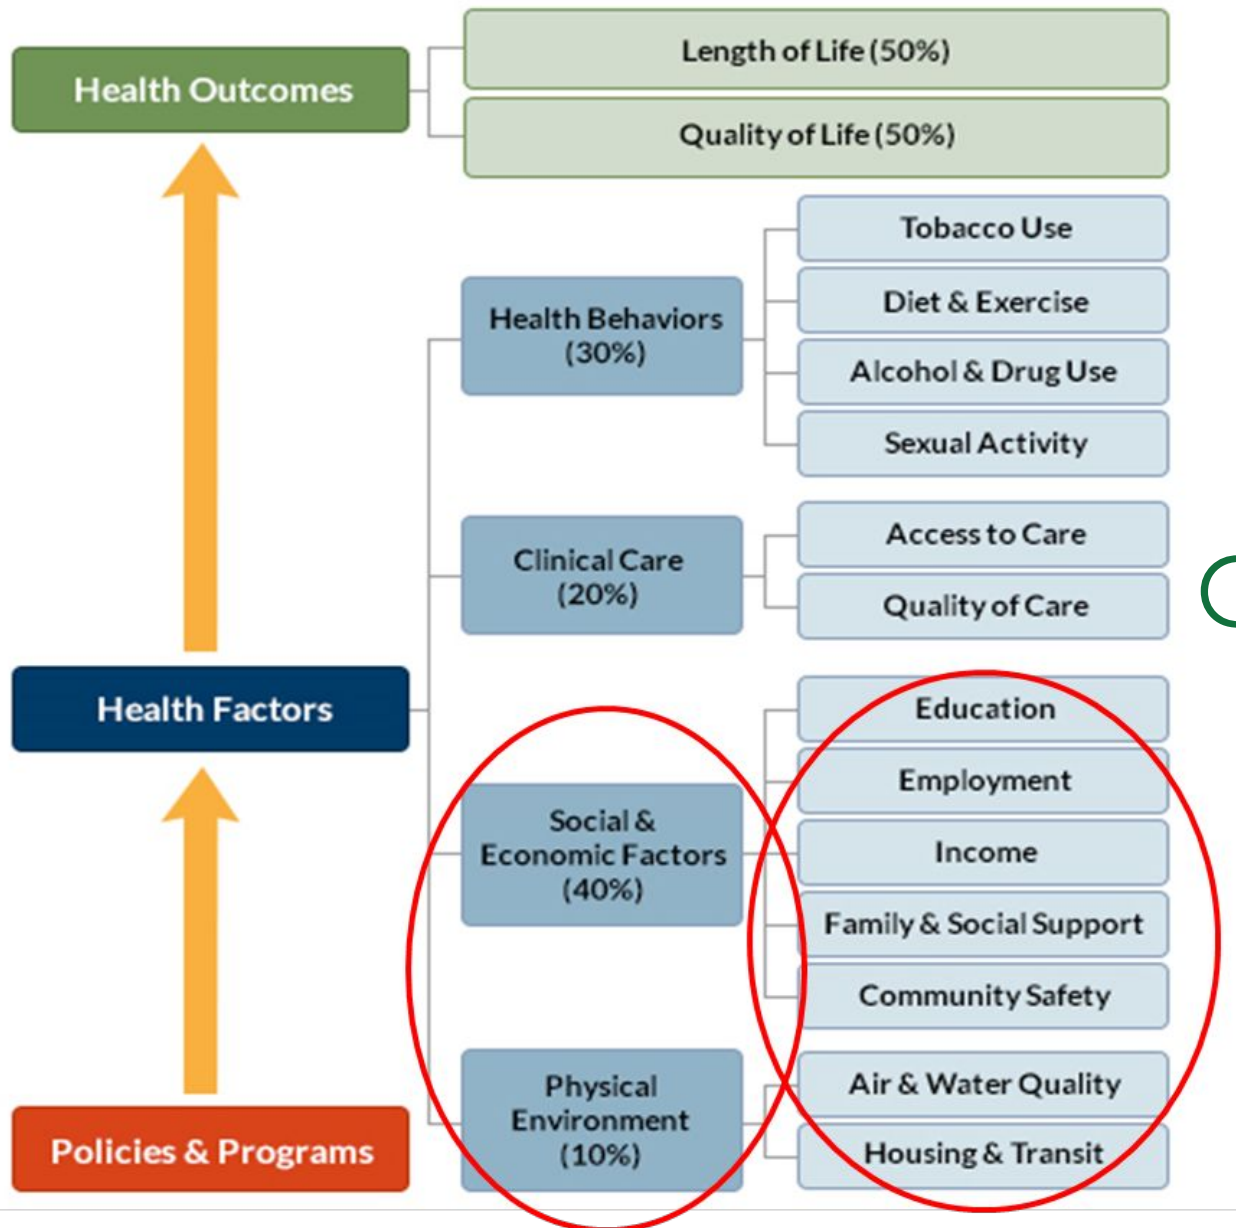 Health Outcomes
Length of Life (50%)
Quality of Life (50%)
Health Factors
Health Behaviors
(30%)
Tobacco Use
Diet & Exercise
Alcohol & Drug Use
Sexual Activity
Clinical Care
(20%)
Access to Care
Quality of Care
Social &
Economic Factors
(40%)
Education
Employment
Income
Family & Social Support
Community Safety
Physical
Environment
(10%)
Air & Water Quality
Housing & Transit
Policies & Programs